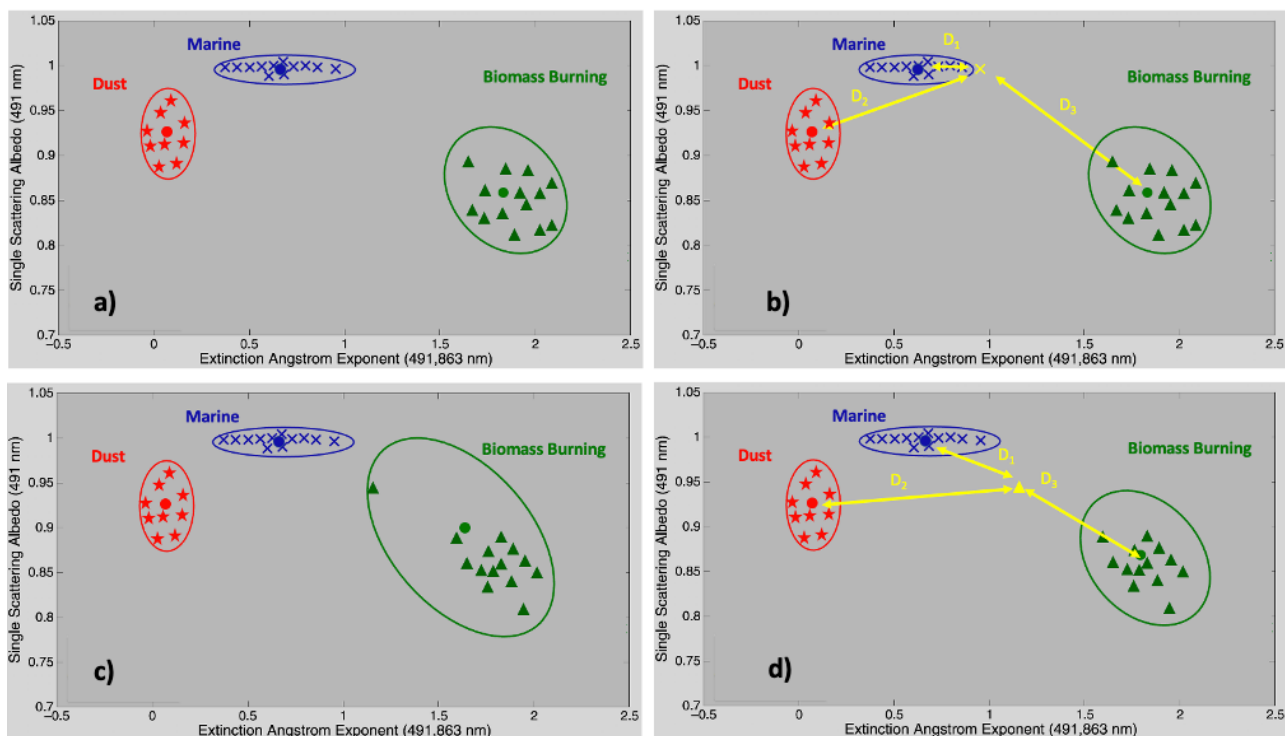 1.05
Marine
1
Biomass Burning
Dust
0.95
0.9
0.85
0.8
0.75
0.7
Single Scattering Albedo (491 nm)
a)
−0.5 0 0.5 1 1.5 2 2.5
Extinction Angstrom Exponent (491,863 nm)
1.05
Marine
D1
1
Biomass Burning
Dust
0.95
D2
D3
0.9
0.85
0.8
0.75
0.7
Single Scattering Albedo (491 nm)
b)
−0.5 0 0.5 1 1.5 2 2.5
Extinction Angstrom Exponent (491,863 nm)
1.05
Marine
1
Biomass Burning
Dust
0.95
0.9
0.85
0.8
0.75
0.7
Single Scattering Albedo (491 nm)
c)
−0.5 0 0.5 1 1.5 2 2.5
Extinction Angstrom Exponent (491,863 nm)
1.05
Marine
1
Biomass Burning
Dust
D1
0.95
D2
D3
0.9
0.85
0.8
0.75
0.7
Single Scattering Albedo (491 nm)
d)
−0.5 0 0.5 1 1.5 2 2.5
Extinction Angstrom Exponent (491,863 nm)